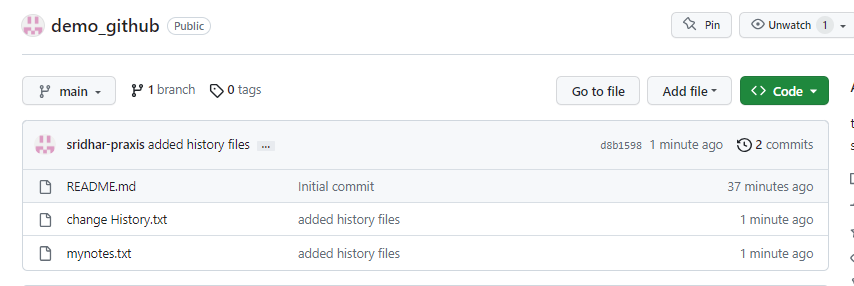 demo_github Public Pin Unwatch 1
main 1 branch 0 tags Go to file Add file Code
sridhar-praxis added history files ... d8b1598 1 minute ago 2 commits
README.md Initial commit 37 minutes ago
change History.txt added history files 1 minute ago
mynotes.txt added history files 1 minute ago